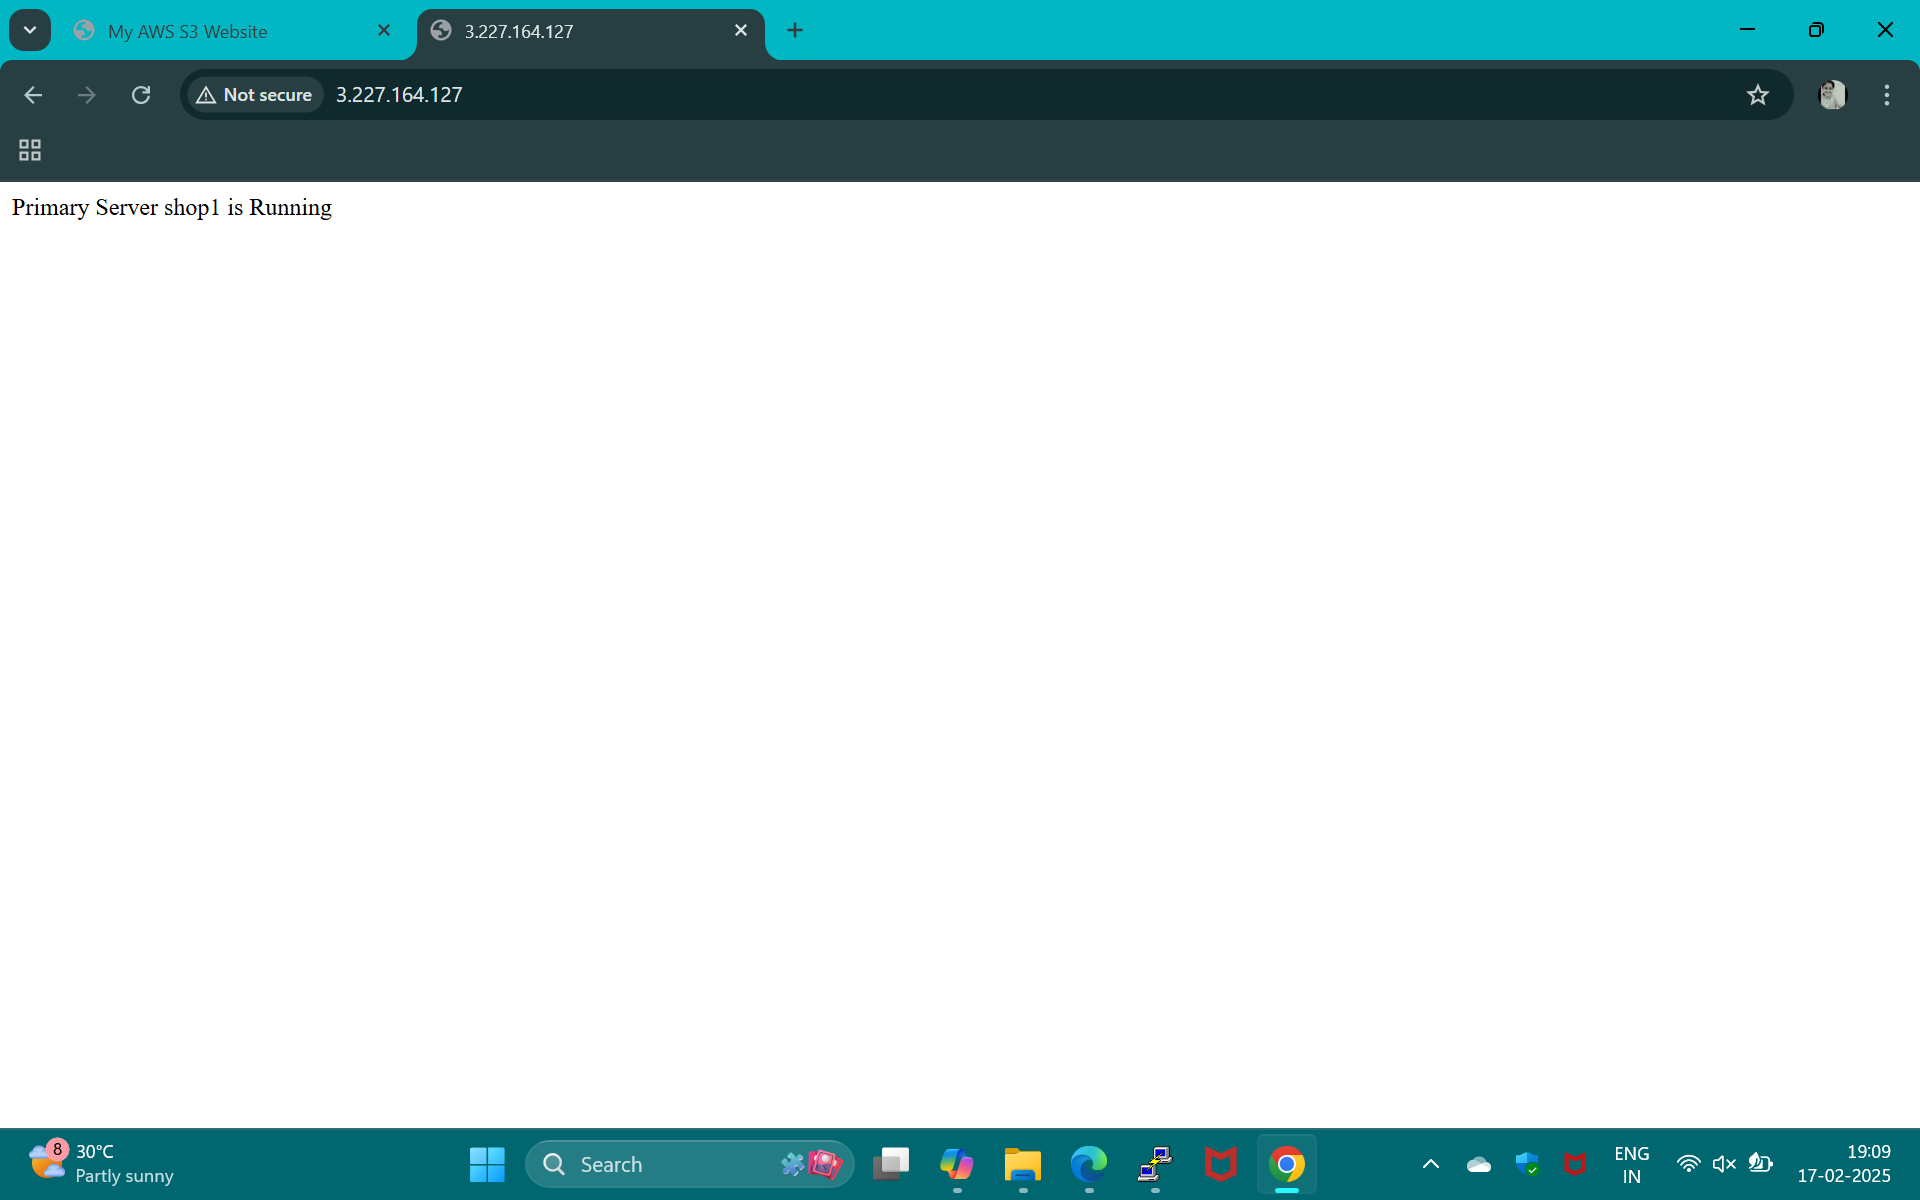 My AWS S3 Website
3.227.164.127
Not secure
3.227.164.127
Primary Server shop1 is Running
8
30°C
Partly sunny
Search
ENG
IN
19:09
17-02-2025